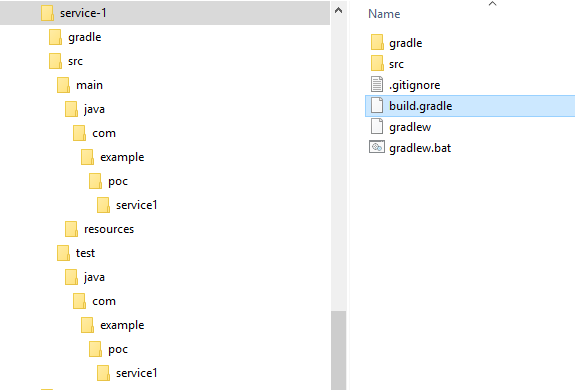 service-1
gradle
src
main
java
com
example
poc
service1
resources
test
java
com
example
poc
service1
Name
gradle
src
.gitignore
build.gradle
gradlew
gradlew.bat